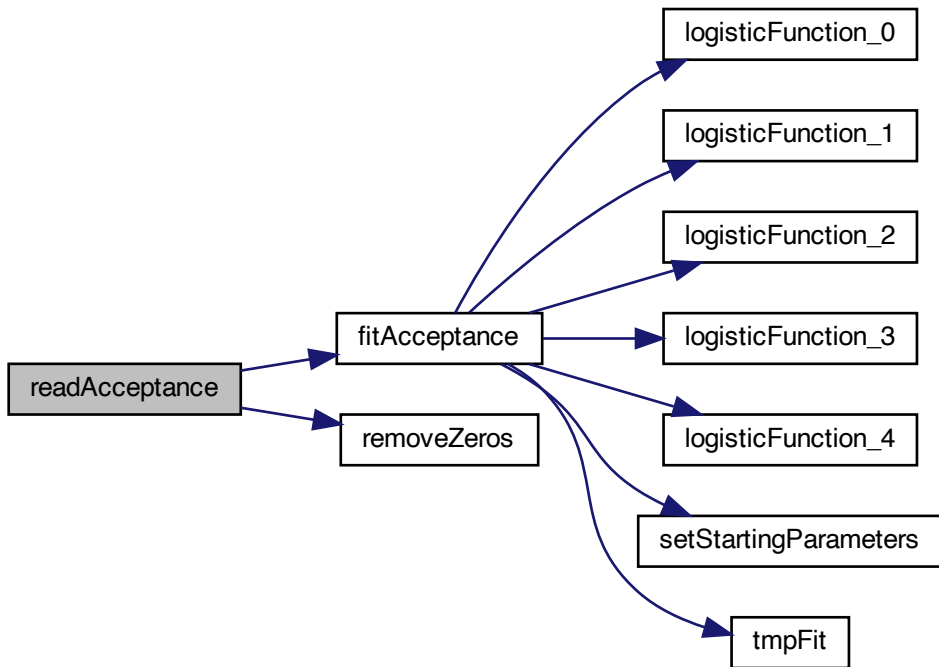 logisticFunction_0
logisticFunction_1
logisticFunction_2
fitAcceptance
logisticFunction_3
readAcceptance
removeZeros
logisticFunction_4
setStartingParameters
tmpFit